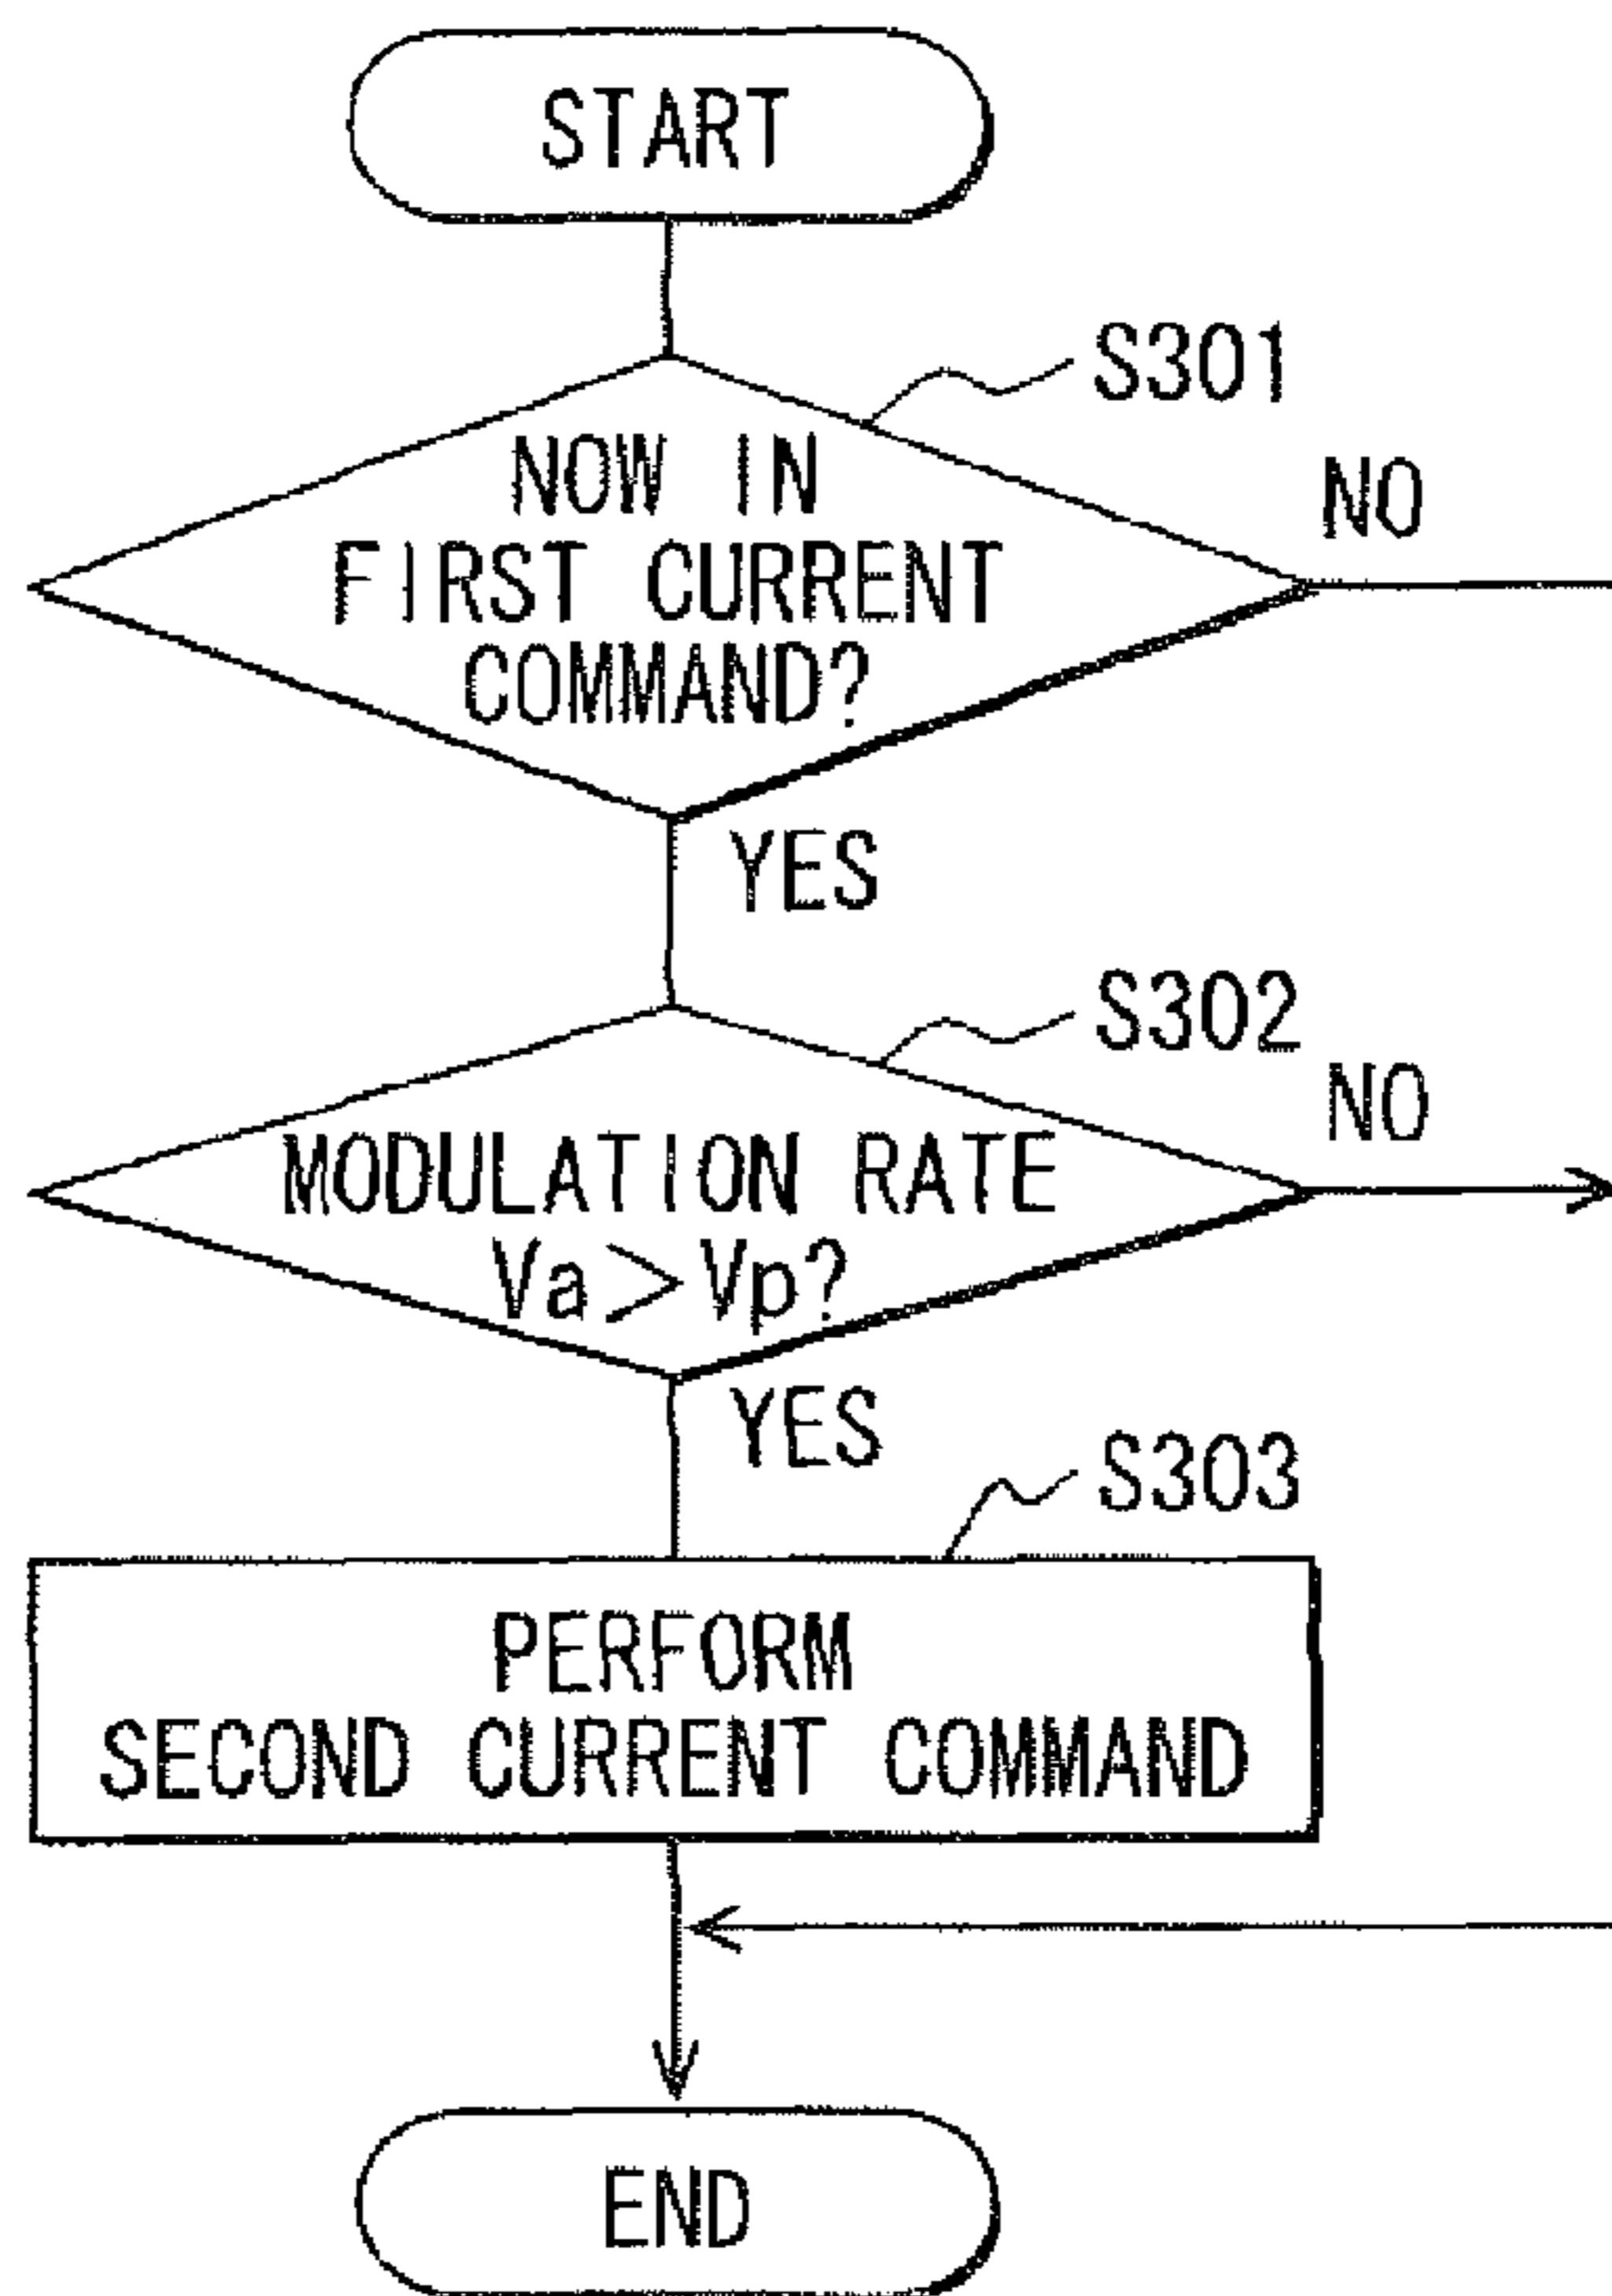 START
S301
NOW IN
FIRST CURRENT
COMMAND?
NO
YES
S302
NO
MODULATION RATE
Va>Vp?
YES
S303
PERFORM
SECOND CURRENT COMMAND
END